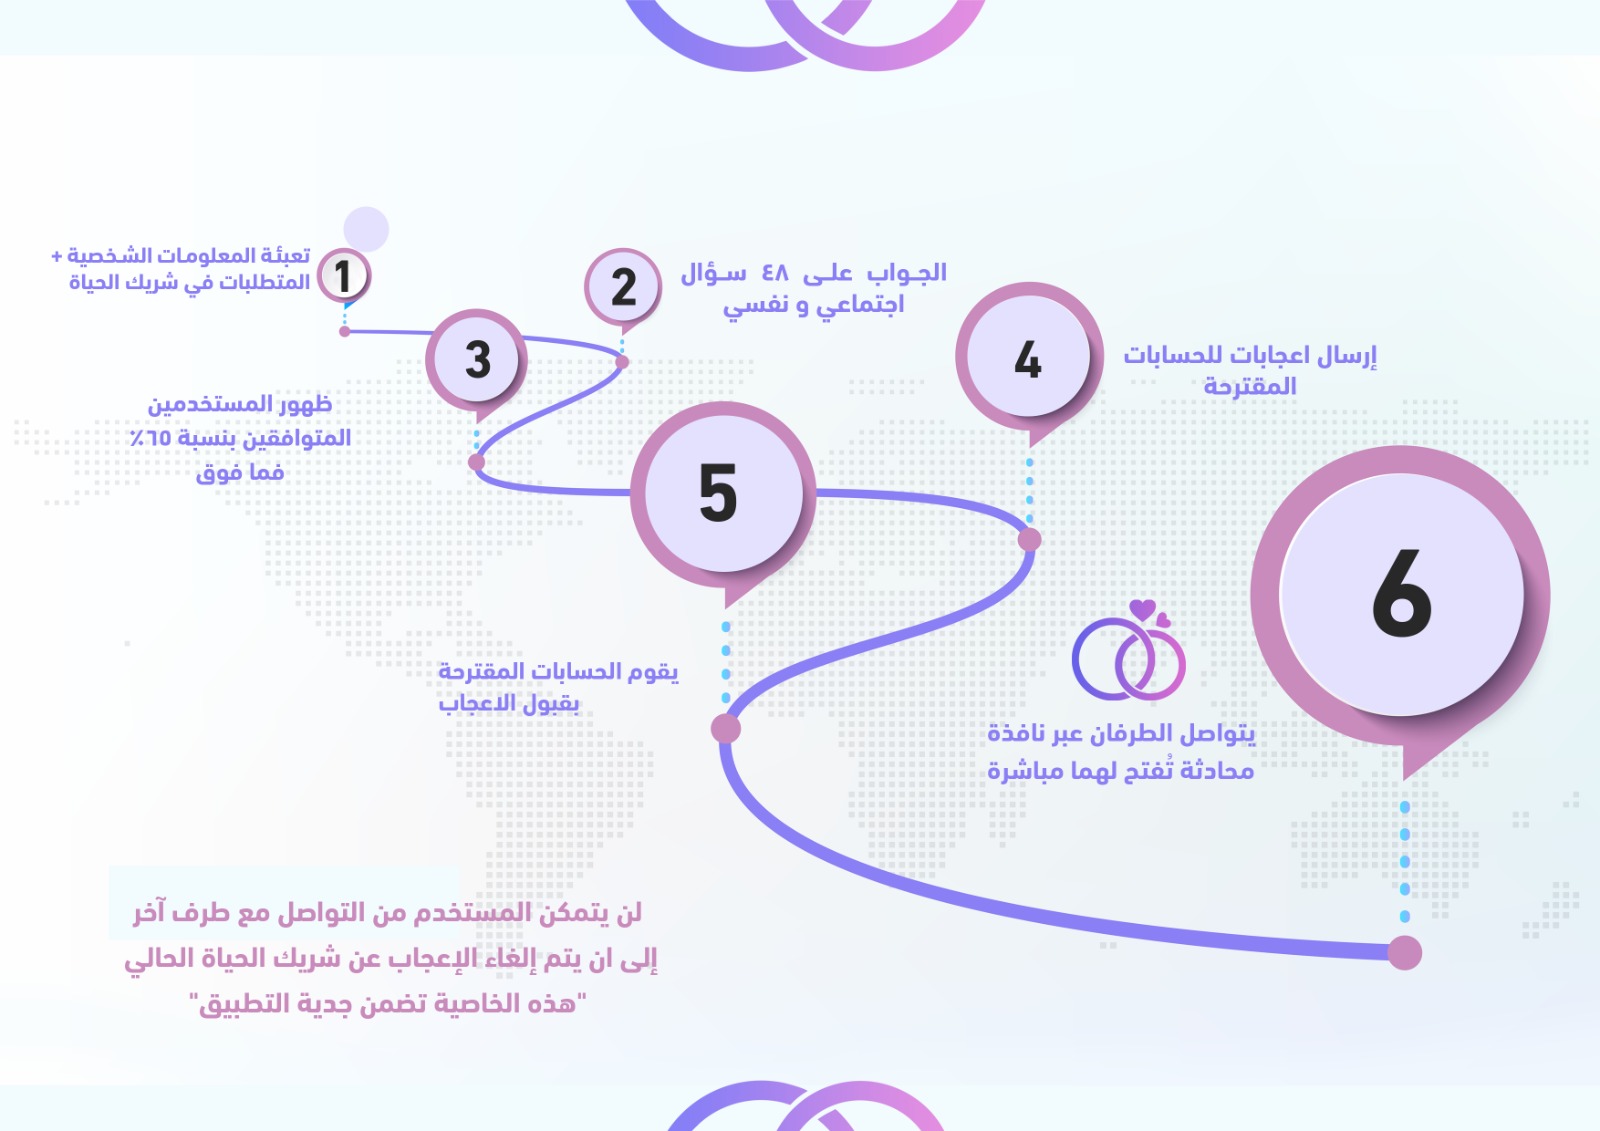 1
تعبئة المعلومات الشخصية +
المتطلبات في شريك الحياة
2
الجواب على ٤٨ سؤال
اجتماعي و نفسي
3
ظهور المستخدمين
المتوافقين بنسبة ٦٥٪
فما فوق
4
إرسال اعجابات للحسابات
المقترحة
5
يقوم الحسابات المقترحة
بقبول الاعجاب
6
يتواصل الطرفان عبر نافذة
محادثة تُفتح لهما مباشرة
لن يتمكن المستخدم من التواصل مع طرف آخر
إلى ان يتم إلغاء الإعجاب عن شريك الحياة الحالي
"هذه الخاصية تضمن جدية التطبيق"